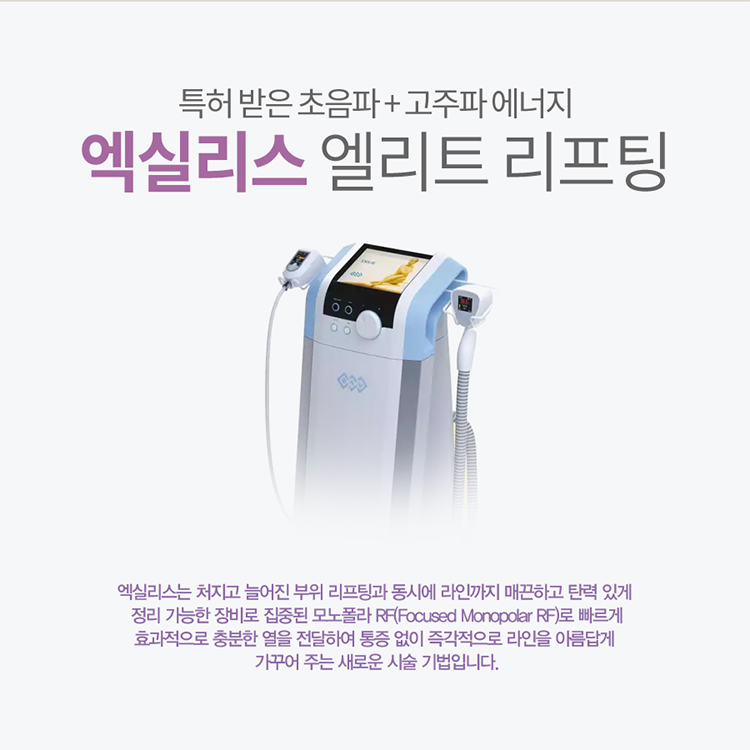 특허 받은 초음파 + 고주파 에너지
엑실리스 엘리트 리프팅
엑실리스는 처지고 늘어진 부위 리프팅과 동시에 라인까지 매끈하고 탄력 있게
정리 가능한 장비로 집중된 모노폴라 RF(Focused Monopolar RF)로 빠르게
효과적으로 충분한 열을 전달하여 통증 없이 즉각적으로 라인을 아름답게
가꾸어 주는 새로운 시술 기법입니다.